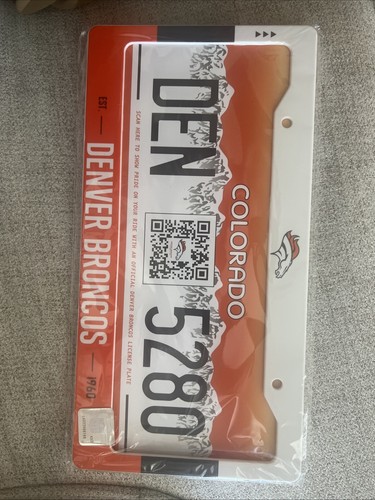 COLORADO
DEN 5280
SCAN HERE TO SHOW PRIDE ON YOUR RIDE WITH AN OFFICIAL DENVER BRONCOS LICENSE PLATE
EST. DENVER BRONCOS 1960